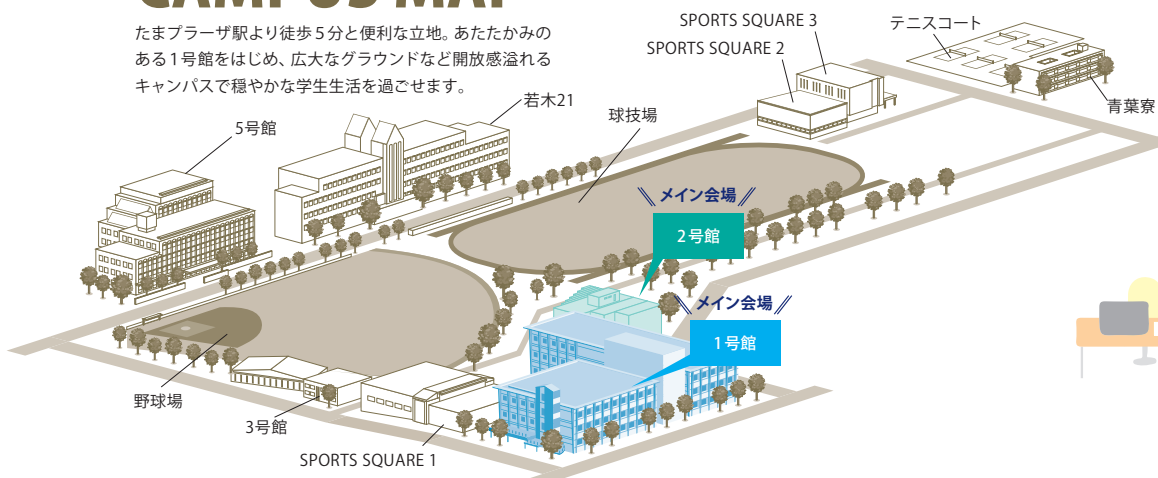 CAMPUS MAP
たまプラーザ駅より徒歩5分と便利な立地。あたたかみの
ある1号館をはじめ、広大なグラウンドなど開放感溢れる
キャンパスで穏やかな学生生活を過ごせます。
SPORTS SQUARE 3
SPORTS SQUARE 2
テニスコート
青葉寮
若木21
球技場
5号館
メイン会場
2号館
メイン会場
1号館
野球場
3号館
SPORTS SQUARE 1